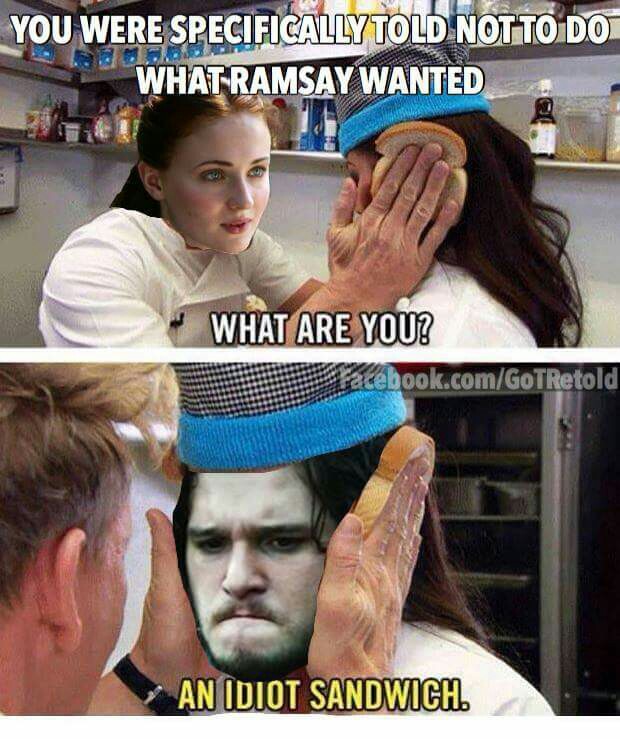 YOU WERE SPECIFICALLY TOLD NOT TO DO
WHAT RAMSAY WANTED
WHAT ARE YOU?
Facebook.com/GoTRetold
AN IDIOT SANDWICH.